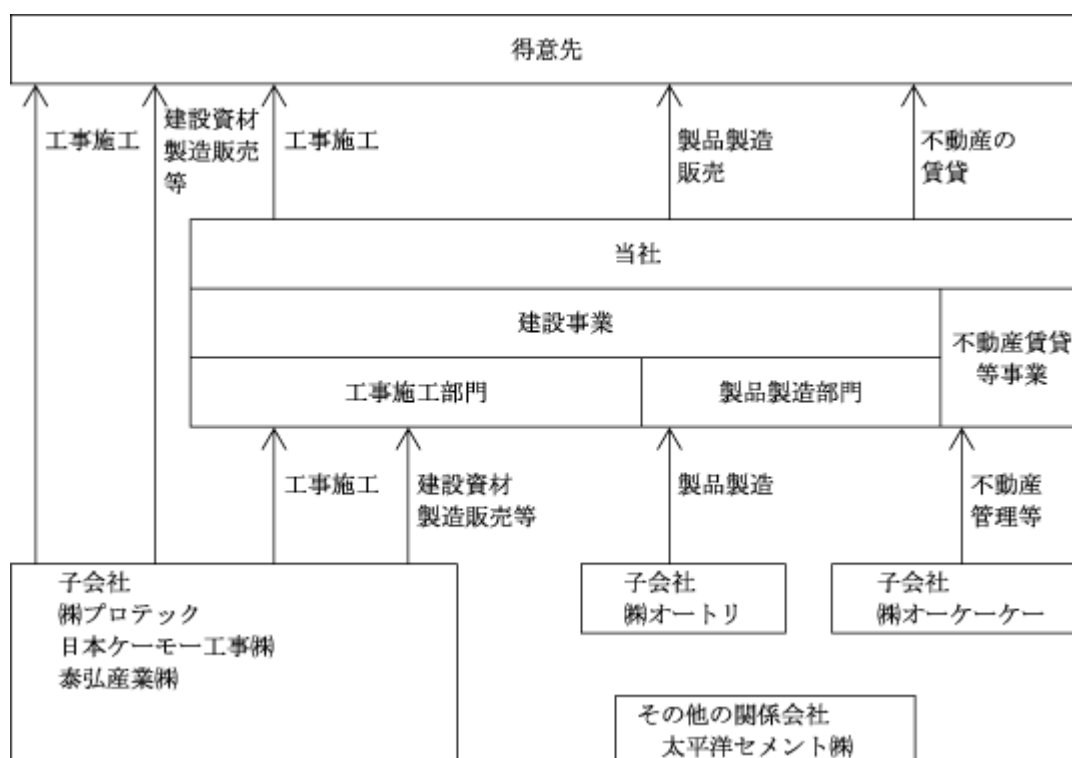 得意先
工事施工
建設資材
製造販売
等
工事施工
製品製造
販売
不動産の
賃貸
当社
建設事業
不動産賃貸
等事業
工事施工部門
製品製造部門
工事施工
建設資材
製造販売等
製品製造
不動産
管理等
子会社
㈱プロテック
日本ケーモー工事㈱
泰弘産業㈱
子会社
㈱オートリ
子会社
㈱オーケーケー
その他の関係会社
太平洋セメント㈱